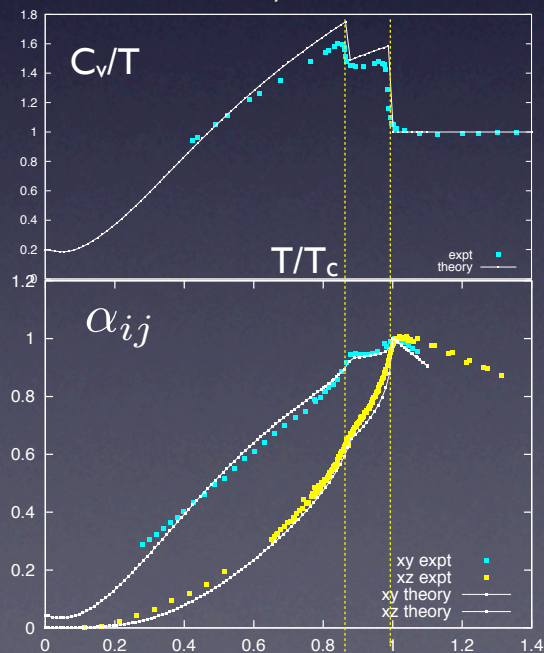 1.8
1.6
1.4
1.2
1
0.8
0.6
0.4
0.2
0
Cv/T
expt
theory
T/Tc
1.2
1
0.8
0.6
0.4
0.2
0
αij
xy expt
xz expt
xy theory
xz theory
0 0.2 0.4 0.6 0.8 1 1.2 1.4